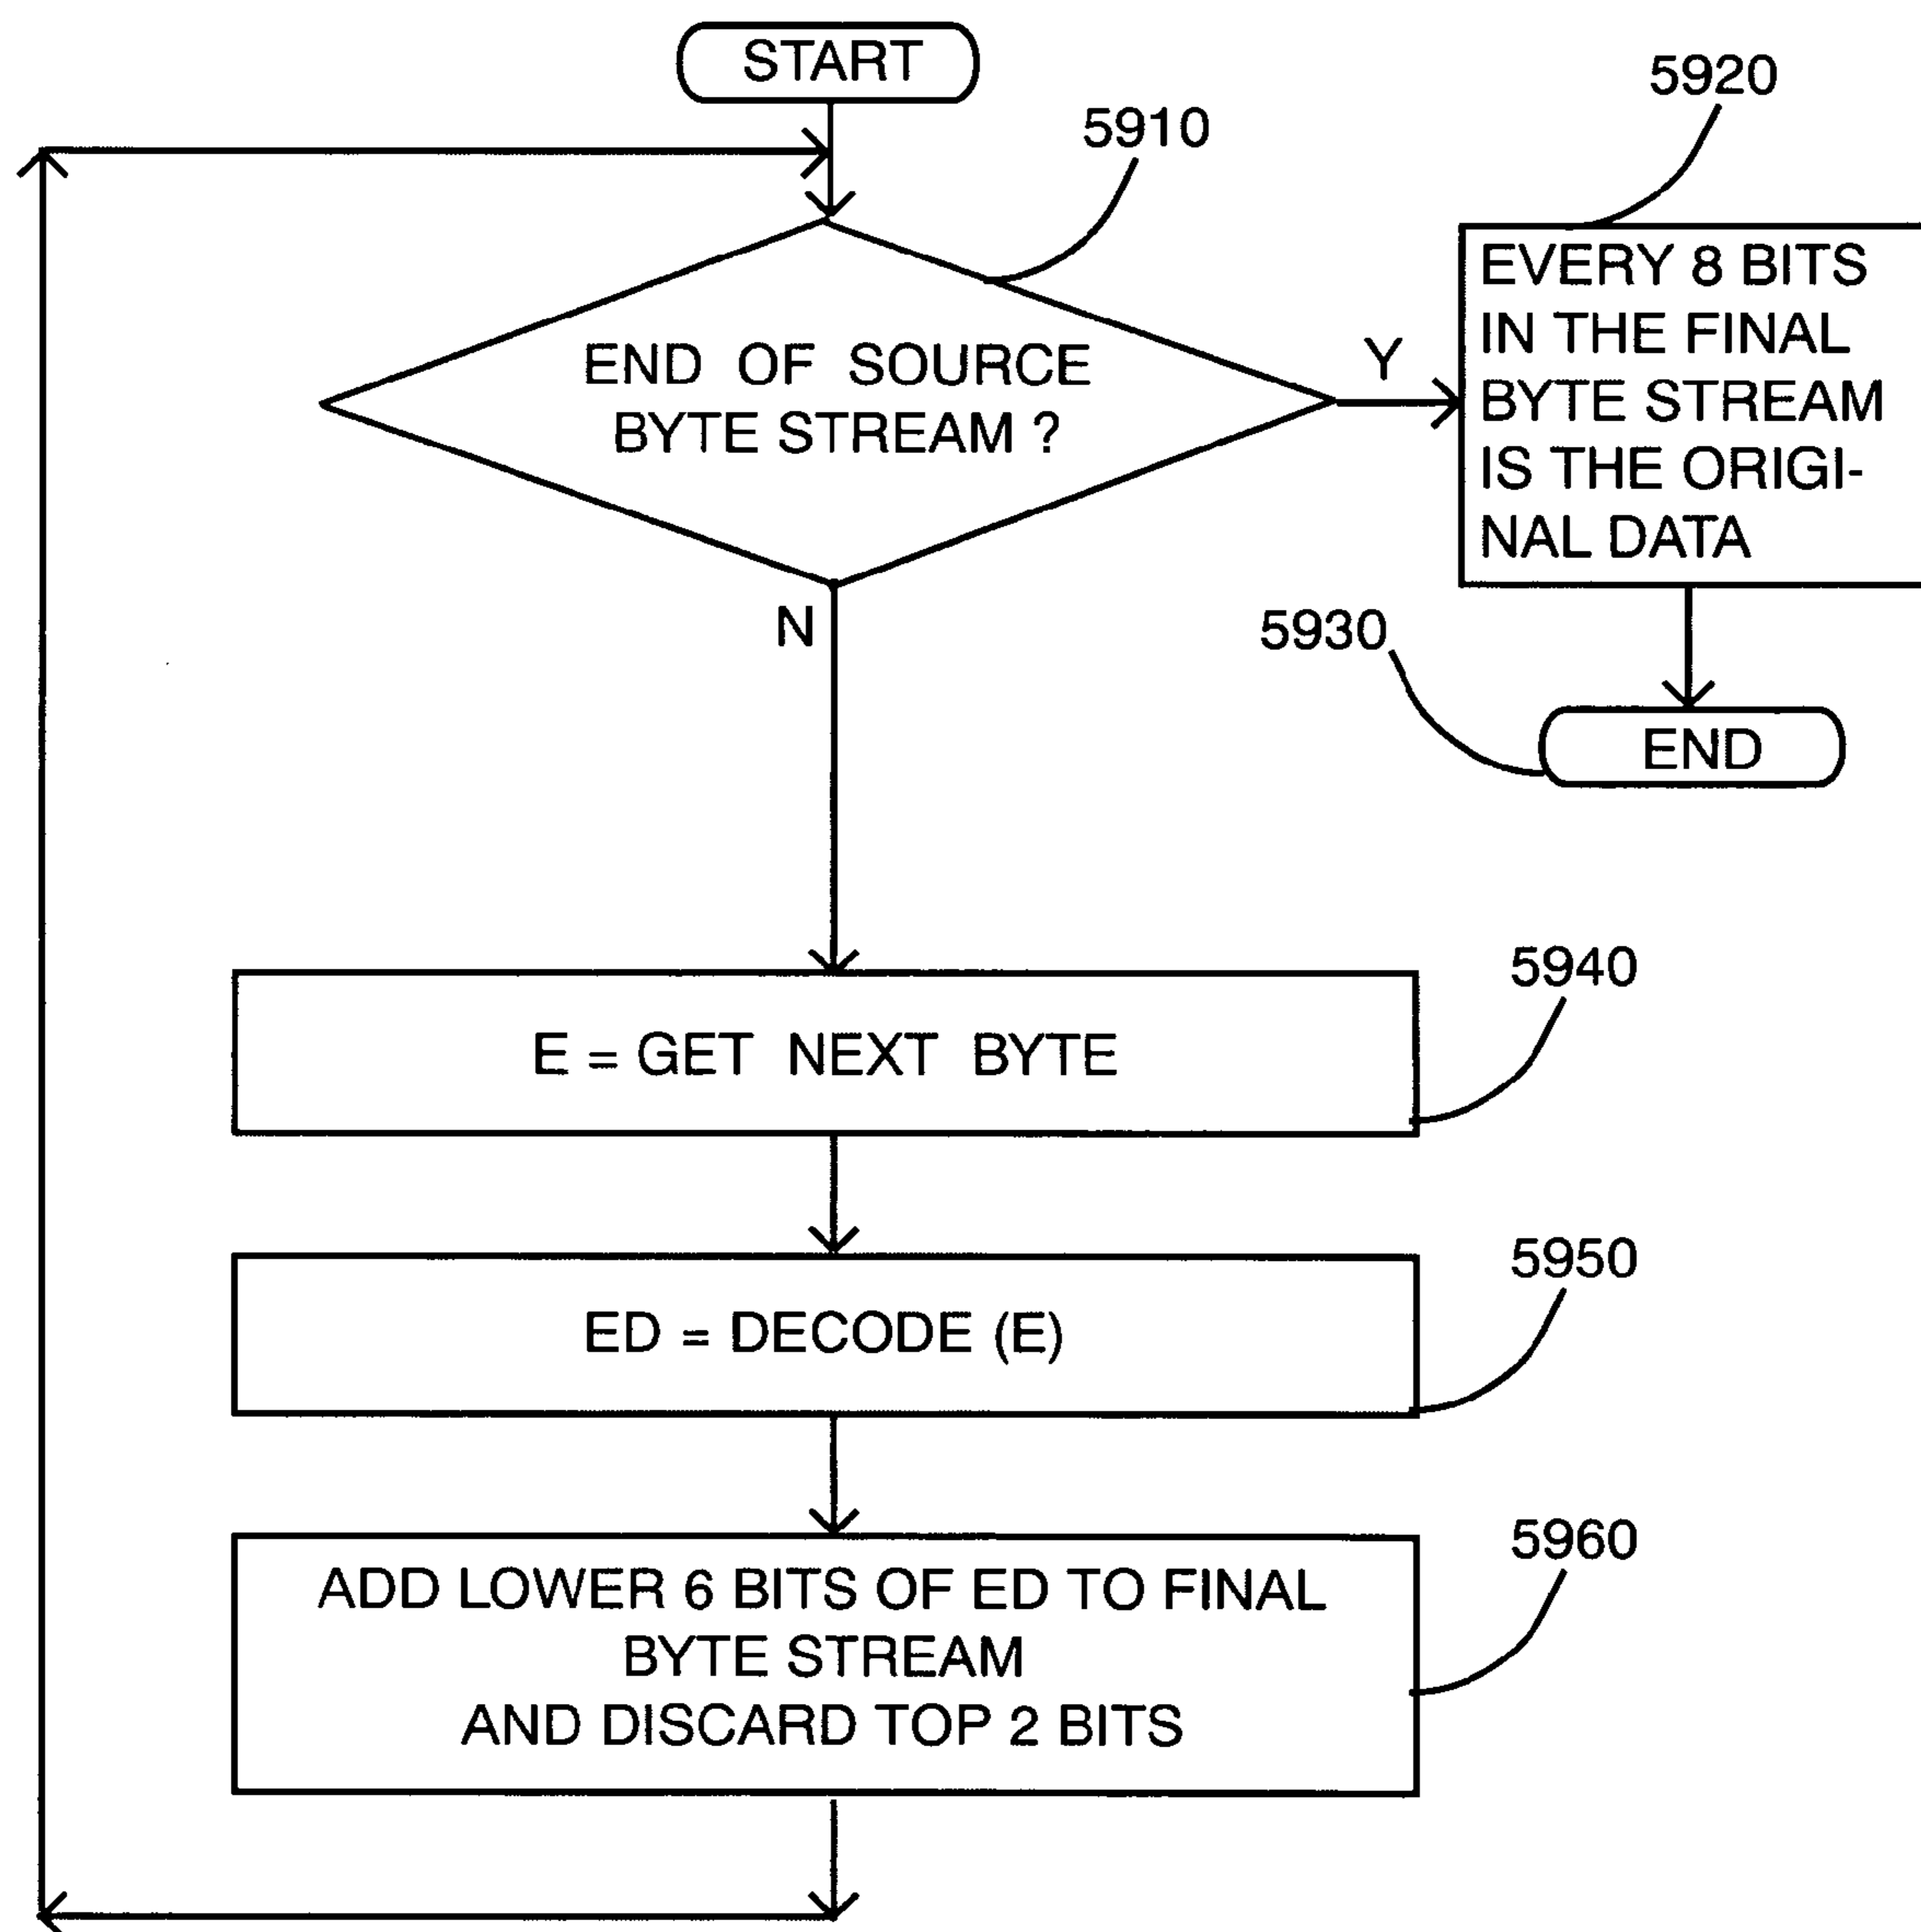 START
5910
5920
END OF SOURCE
BYTE STREAM ?
Y
N
EVERY 8 BITS
IN THE FINAL
BYTE STREAM
IS THE ORIGI-
NAL DATA
5930
END
5940
E = GET NEXT BYTE
5950
ED = DECODE (E)
5960
ADD LOWER 6 BITS OF ED TO FINAL
BYTE STREAM
AND DISCARD TOP 2 BITS